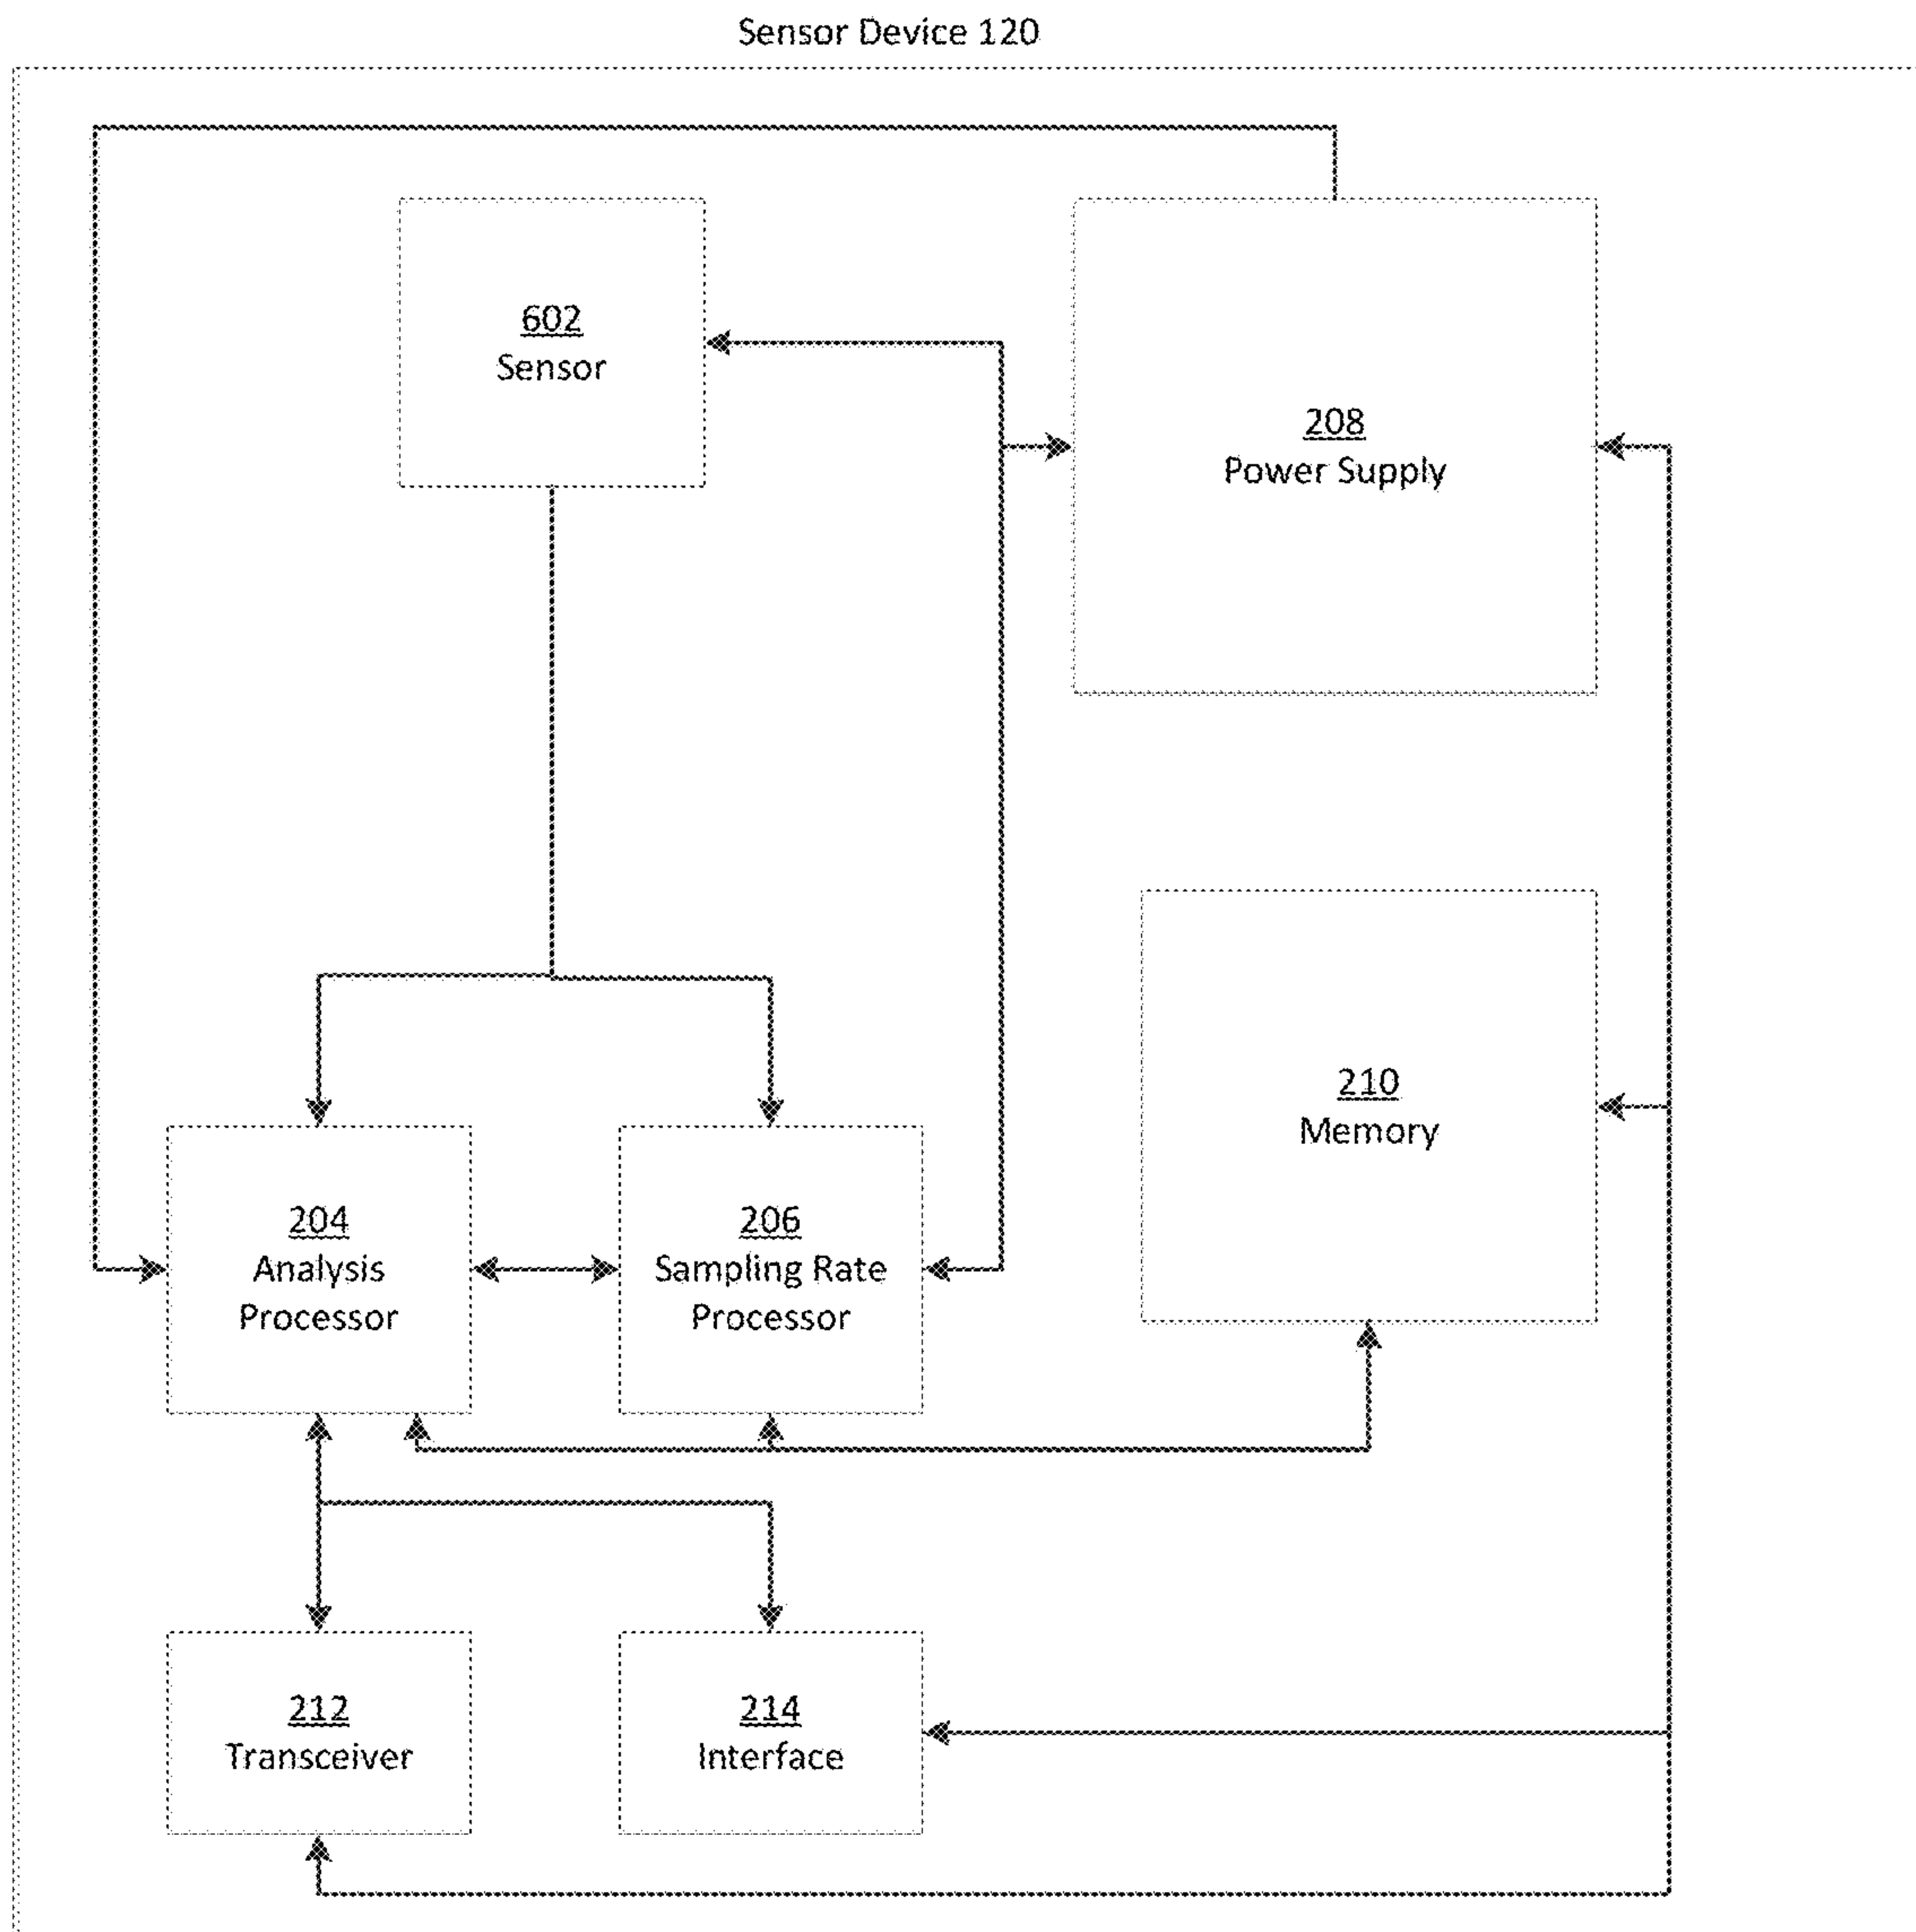 Sensor Device 120
602
Sensor
208
Power Supply
210
Memory
204
Analysis
Processor
206
Sampling Rate
Processor
212
Transceiver
214
Interface